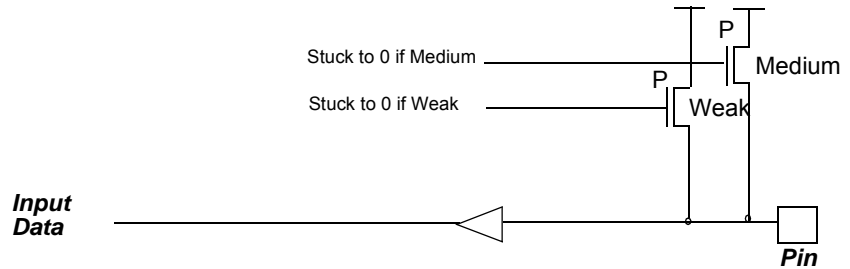 P
Stuck to 0 if Medium
Medium
P
Stuck to 0 if Weak
Weak
Input
Data
Pin